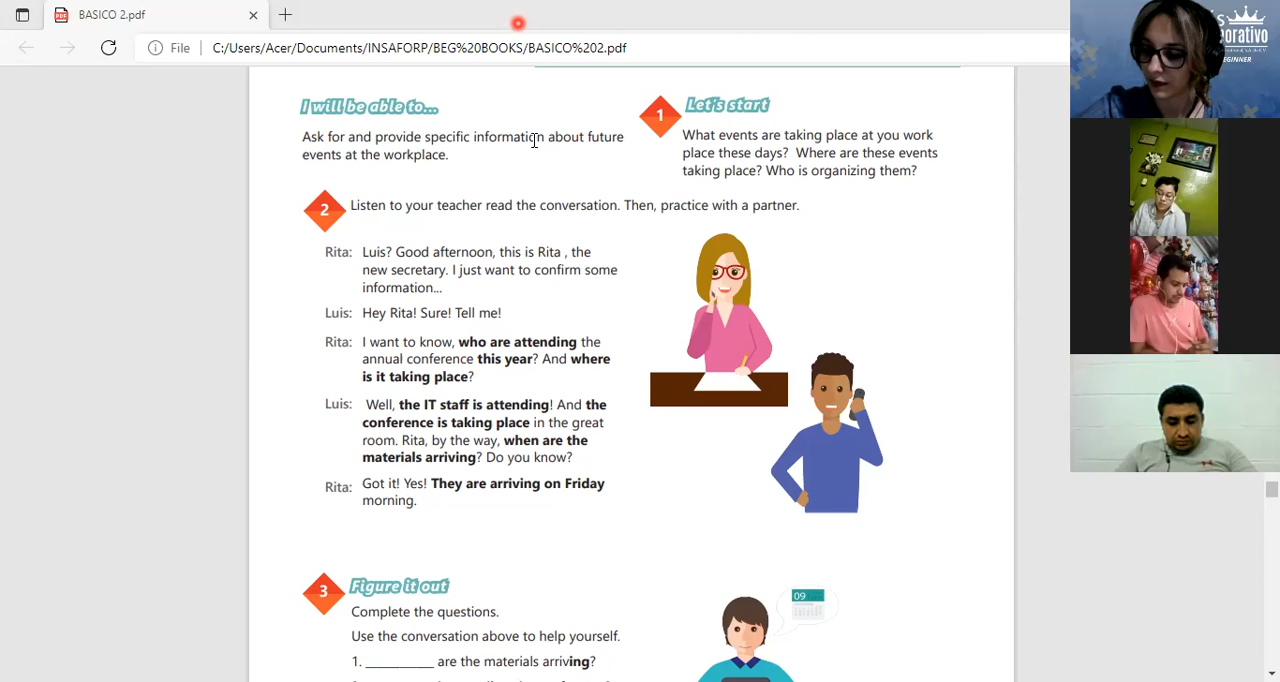 BASICO 2.pdf
File
C:/Users/Acer/Documents/INSAFORP/BEG%20BOOKS/BASICO%202.pdf
I will be able to...
Ask for and provide specific information about future
events at the workplace.
1
Let's start
What events are taking place at you work
place these days? Where are these events
taking place? Who is organizing them?
2
Listen to your teacher read the conversation. Then, practice with a partner.
Rita: Luis? Good afternoon, this is Rita , the
new secretary. I just want to confirm some
information...
Luis: Hey Rita! Sure! Tell me!
Rita: I want to know, who are attending the
annual conference this year? And where
is it taking place?
Luis: Well, the IT staff is attending! And the
conference is taking place in the great
room. Rita, by the way, when are the
materials arriving? Do you know?
Rita: Got it! Yes! They are arriving on Friday
morning.
3
Figure it out
Complete the questions.
Use the conversation above to help yourself.
1. __________ are the materials arriving?
09